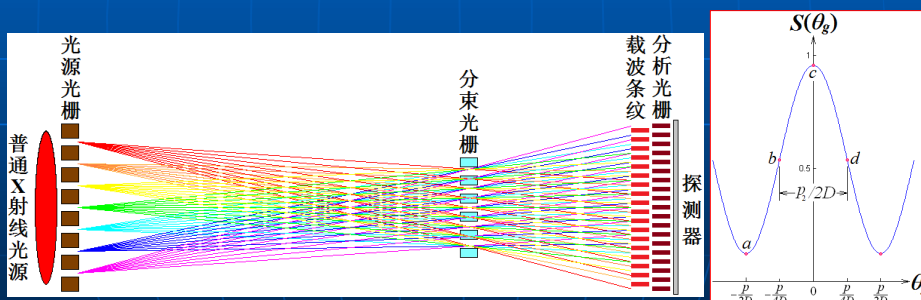 普通X射线光源
光源光栅
分束光栅
载波条纹
分析光栅
探测器
S(θg)
1
c
b
d
0.5
P2/2D
a
0
θ